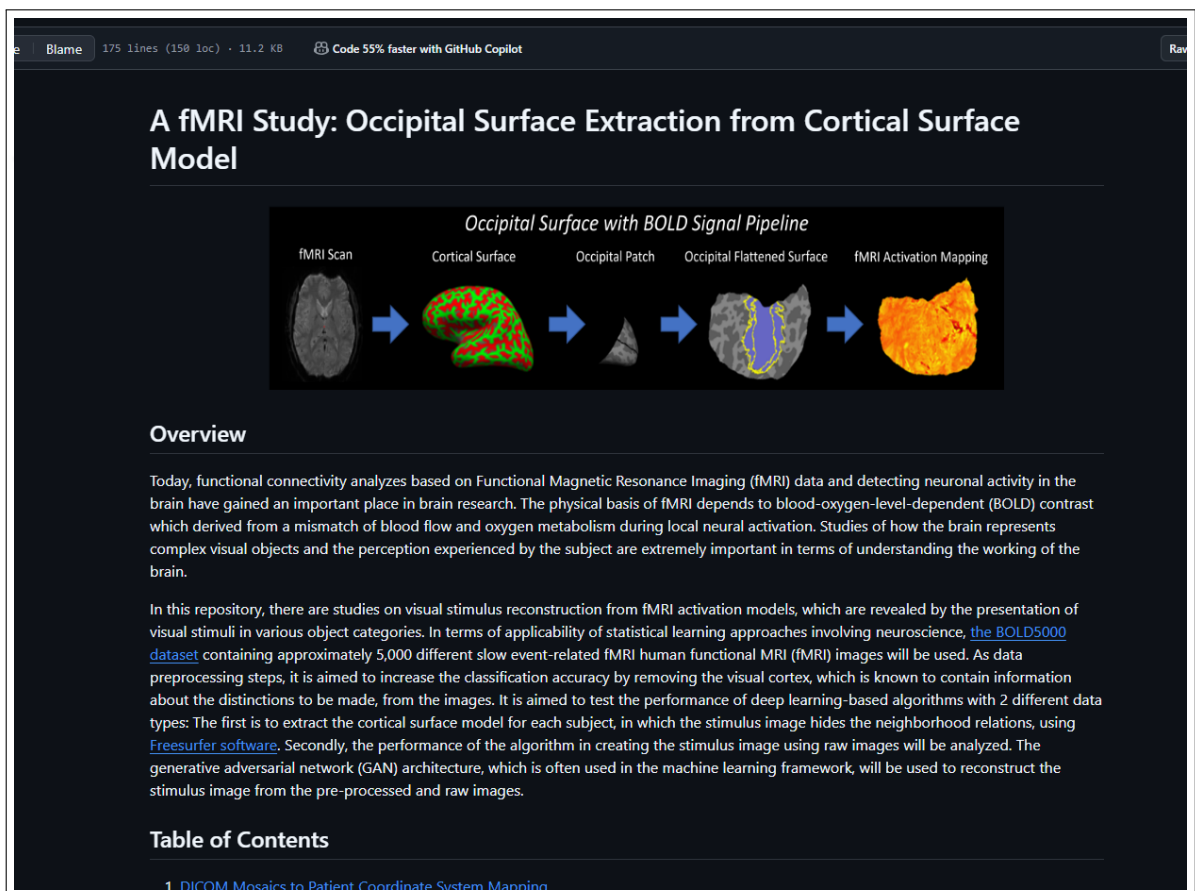 e Blame 175 lines (150 loc) · 11.2 KB Code 55% faster with GitHub Copilot Raw
A fMRI Study: Occipital Surface Extraction from Cortical Surface
Model
Occipital Surface with BOLD Signal Pipeline
fMRI Scan Cortical Surface Occipital Patch Occipital Flattened Surface fMRI Activation Mapping
Overview
Today, functional connectivity analyzes based on Functional Magnetic Resonance Imaging (fMRI) data and detecting neuronal activity in the
brain have gained an important place in brain research. The physical basis of fMRI depends to blood-oxygen-level-dependent (BOLD) contrast
which derived from a mismatch of blood flow and oxygen metabolism during local neural activation. Studies of how the brain represents
complex visual objects and the perception experienced by the subject are extremely important in terms of understanding the working of the
brain.
In this repository, there are studies on visual stimulus reconstruction from fMRI activation models, which are revealed by the presentation of
visual stimuli in various object categories. In terms of applicability of statistical learning approaches involving neuroscience, the BOLD5000
dataset containing approximately 5,000 different slow event-related fMRI human functional MRI (fMRI) images will be used. As data
preprocessing steps, it is aimed to increase the classification accuracy by removing the visual cortex, which is known to contain information
about the distinctions to be made, from the images. It is aimed to test the performance of deep learning-based algorithms with 2 different data
types: The first is to extract the cortical surface model for each subject, in which the stimulus image hides the neighborhood relations, using
Freesurfer software. Secondly, the performance of the algorithm in creating the stimulus image using raw images will be analyzed. The
generative adversarial network (GAN) architecture, which is often used in the machine learning framework, will be used to reconstruct the
stimulus image from the pre-processed and raw images.
Table of Contents
1. DICOM Mosaics to Patient Coordinate System Mapping